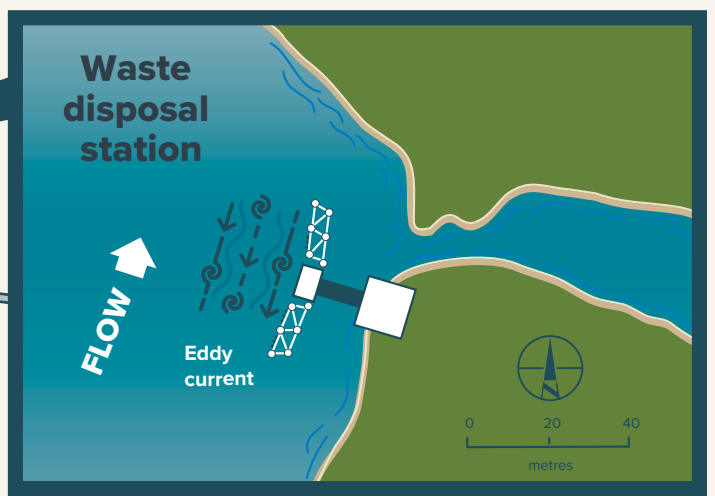 Waste
disposal
station
FLOW
Eddy
current
N
0 20 40
metres